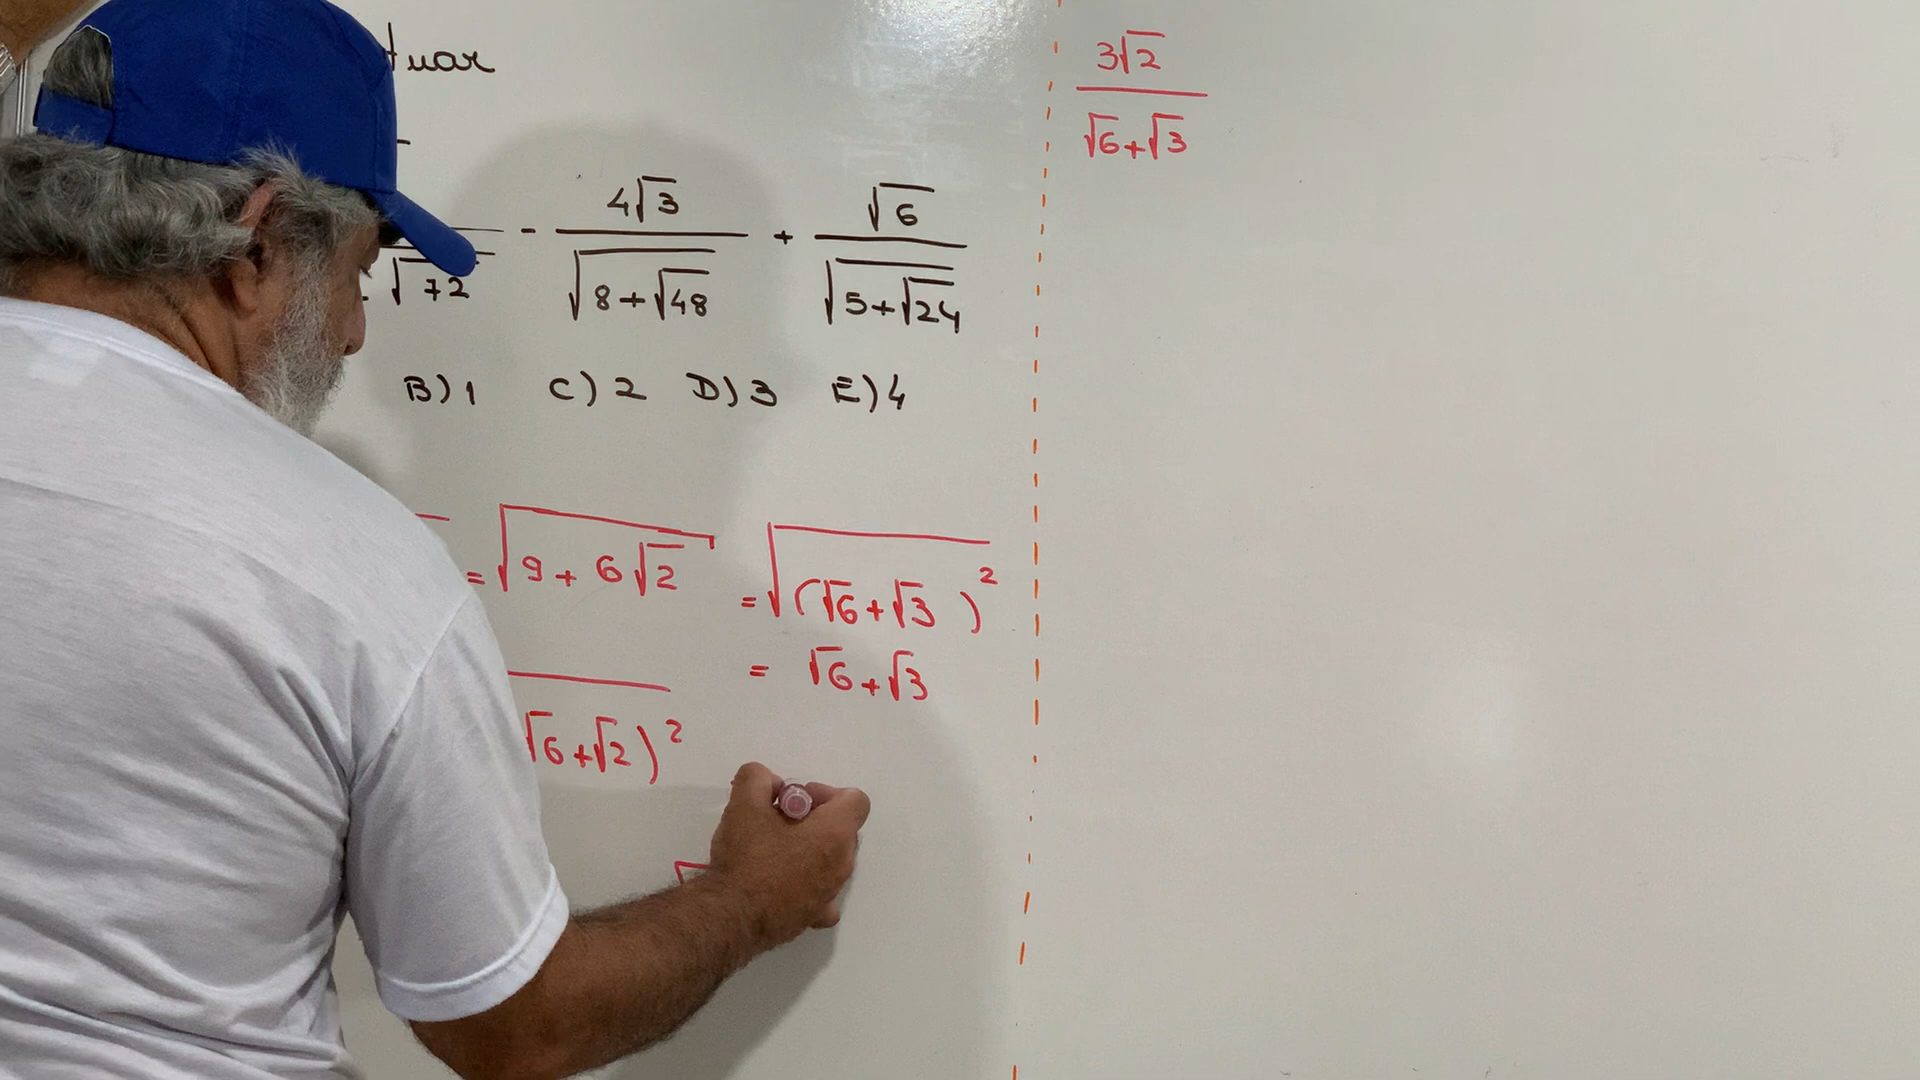 tuar
√72 - 4√3 / √(8+√48) + √6 / √(5+√24)
B) 1 C) 2 D) 3 E) 4
= √(9 + 6√2) = √((√6+√3)²)
= √6+√3
√6+√2)²
3√2 / √6+√3